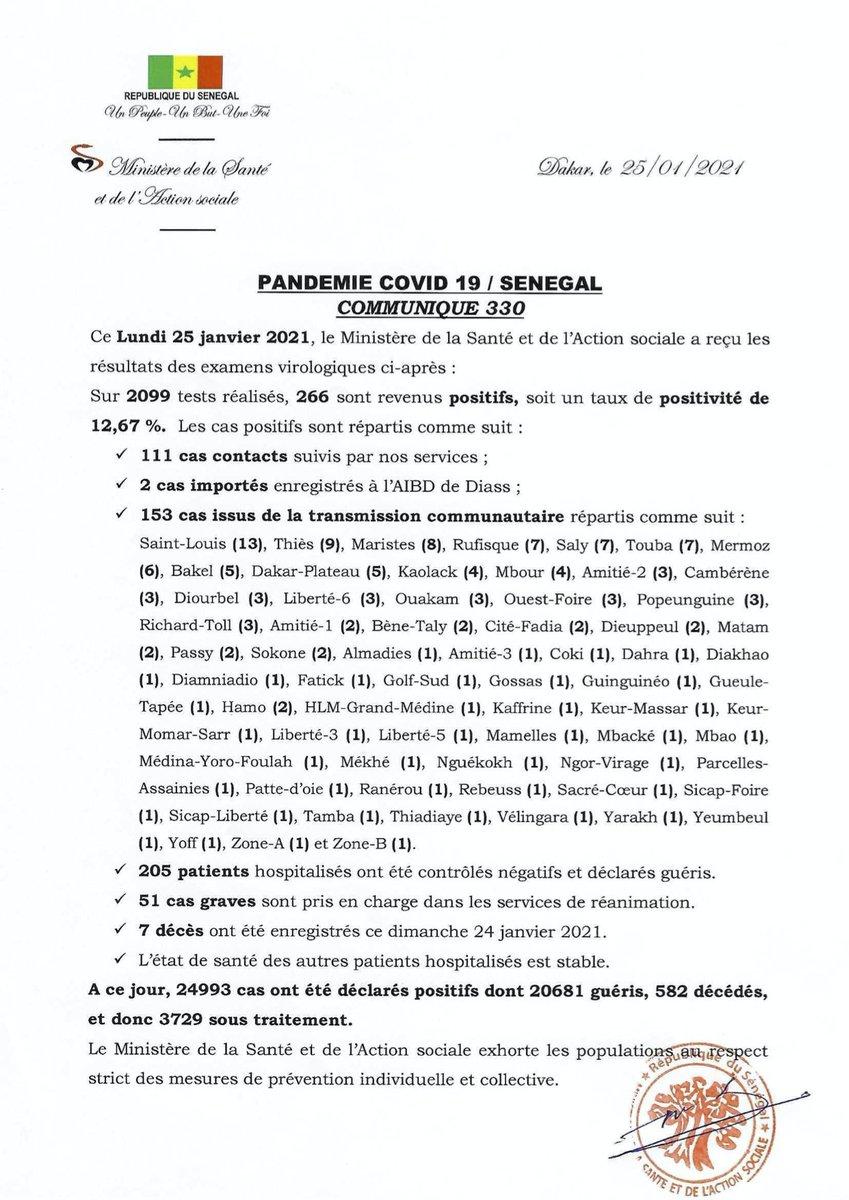 REPUBLIQUE DU SENEGAL
Un Peuple-Un But-Une Foi
Ministère de la Santé
et de l'Action sociale
Dakar, le 25/01/2021
PANDEMIE COVID 19 / SENEGAL
COMMUNIQUE 330
Ce Lundi 25 janvier 2021, le Ministère de la Santé et de l'Action sociale a reçu les
résultats des examens virologiques ci-après :
Sur 2099 tests réalisés, 266 sont revenus positifs, soit un taux de positivité de
12,67 %. Les cas positifs sont répartis comme suit :
✓ 111 cas contacts suivis par nos services ;
✓ 2 cas importés enregistrés à l'AIBD de Diass ;
✓ 153 cas issus de la transmission communautaire répartis comme suit :
Saint-Louis (13), Thiès (9), Maristes (8), Rufisque (7), Saly (7), Touba (7), Mermoz
(6), Bakel (5), Dakar-Plateau (5), Kaolack (4), Mbour (4), Amitié-2 (3), Cambérène
(3), Diourbel (3), Liberté-6 (3), Ouakam (3), Ouest-Foire (3), Popeunguine (3),
Richard-Toll (3), Amitié-1 (2), Bène-Taly (2), Cité-Fadia (2), Dieuppeul (2), Matam
(2), Passy (2), Sokone (2), Almadies (1), Amitié-3 (1), Coki (1), Dahra (1), Diakhao
(1), Diamniadio (1), Fatick (1), Golf-Sud (1), Gossas (1), Guinguinéo (1), Gueule-
Tapée (1), Hamo (2), HLM-Grand-Médine (1), Kaffrine (1), Keur-Massar (1), Keur-
Momar-Sarr (1), Liberté-3 (1), Liberté-5 (1), Mamelles (1), Mbacké (1), Mbao (1),
Médina-Yoro-Foulah (1), Mékhé (1), Nguékokh (1), Ngor-Virage (1), Parcelles-
Assainies (1), Patte-d'oie (1), Ranérou (1), Rebeuss (1), Sacré-Cœur (1), Sicap-Foire
(1), Sicap-Liberté (1), Tamba (1), Thiadiaye (1), Vélingara (1), Yarakh (1), Yeumbeul
(1), Yoff (1), Zone-A (1) et Zone-B (1).
✓ 205 patients hospitalisés ont été contrôlés négatifs et déclarés guéris.
✓ 51 cas graves sont pris en charge dans les services de réanimation.
✓ 7 décès ont été enregistrés ce dimanche 24 janvier 2021.
✓ L'état de santé des autres patients hospitalisés est stable.
A ce jour, 24993 cas ont été déclarés positifs dont 20681 guéris, 582 décédés,
et donc 3729 sous traitement.
Le Ministère de la Santé et de l'Action sociale exhorte les populations au respect
strict des mesures de prévention individuelle et collective.
République du Sénégal
SANTE ET DE L'ACTION SOCIALE